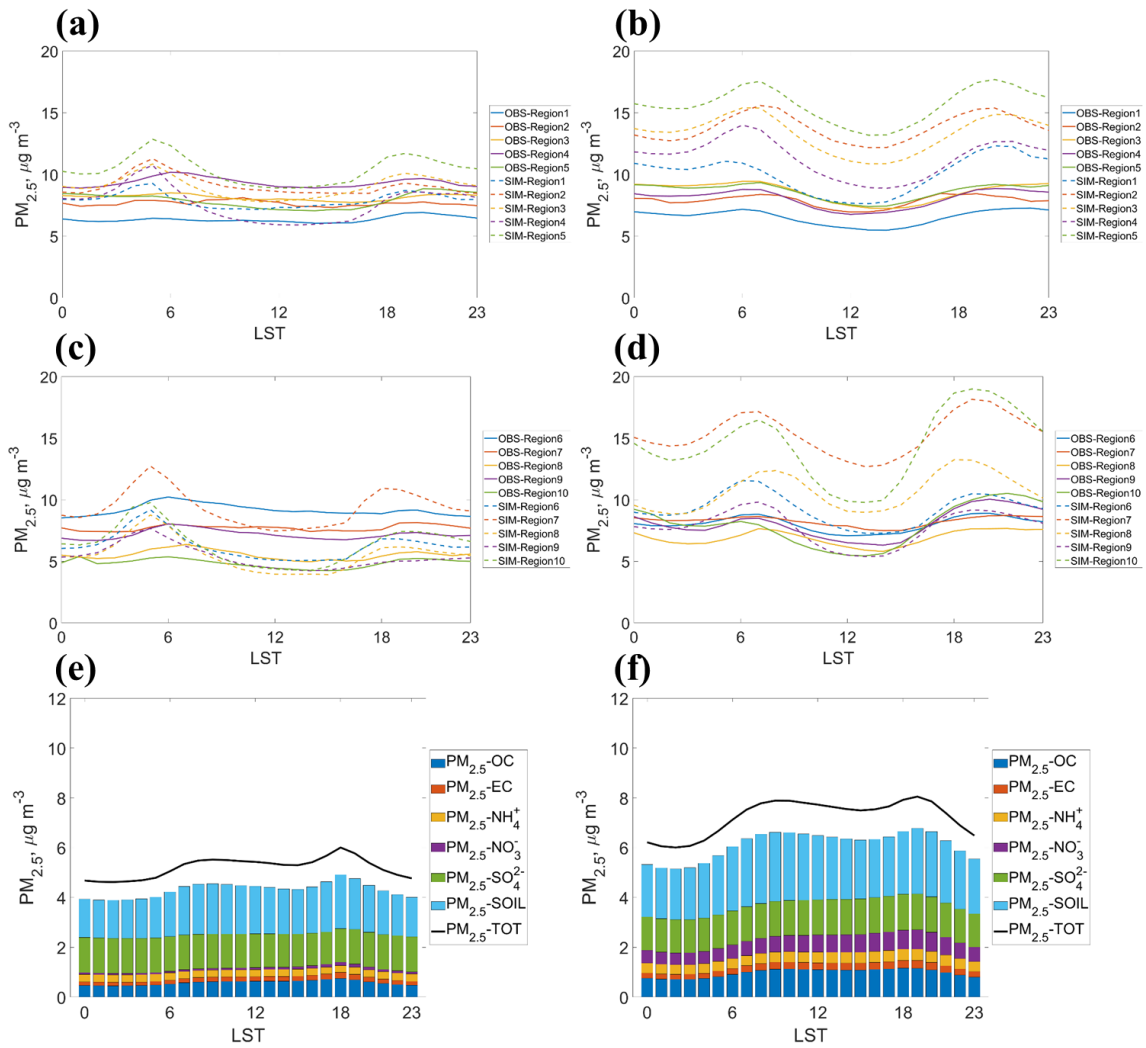 (a)
20
15
10
5
0
PM2.5, μg m-3
0 6 12 18 23
LST
OBS-Region1
OBS-Region2
OBS-Region3
OBS-Region4
OBS-Region5
SIM-Region1
SIM-Region2
SIM-Region3
SIM-Region4
SIM-Region5
(b)
20
15
10
5
0
PM2.5, μg m-3
0 6 12 18 23
LST
OBS-Region1
OBS-Region2
OBS-Region3
OBS-Region4
OBS-Region5
SIM-Region1
SIM-Region2
SIM-Region3
SIM-Region4
SIM-Region5
(c)
20
15
10
5
0
PM2.5, μg m-3
0 6 12 18 23
LST
OBS-Region6
OBS-Region7
OBS-Region8
OBS-Region9
OBS-Region10
SIM-Region6
SIM-Region7
SIM-Region8
SIM-Region9
SIM-Region10
(d)
20
15
10
5
0
PM2.5, μg m-3
0 6 12 18 23
LST
OBS-Region6
OBS-Region7
OBS-Region8
OBS-Region9
OBS-Region10
SIM-Region6
SIM-Region7
SIM-Region8
SIM-Region9
SIM-Region10
(e)
12
10
8
6
4
2
0
PM2.5, μg m-3
0 6 12 18 23
LST
PM2.5-OC
PM2.5-EC
PM2.5-NH4+
PM2.5-NO3-
PM2.5-SO42-
PM2.5-SOIL
PM2.5-TOT
(f)
12
10
8
6
4
2
0
PM2.5, μg m-3
0 6 12 18 23
LST
PM2.5-OC
PM2.5-EC
PM2.5-NH4+
PM2.5-NO3-
PM2.5-SO42-
PM2.5-SOIL
PM2.5-TOT